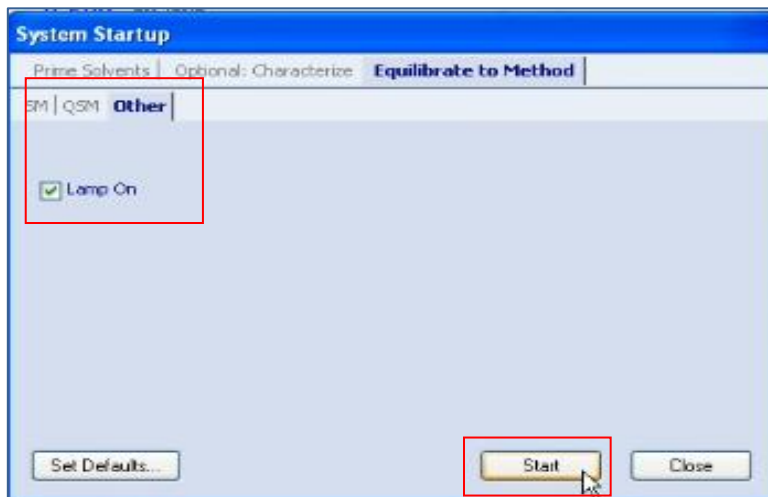 System Startup
Prime Solvents | Optional: Characterize Equilibrate to Method
SM | QSM Other
Lamp On
Set Defaults... Start Close